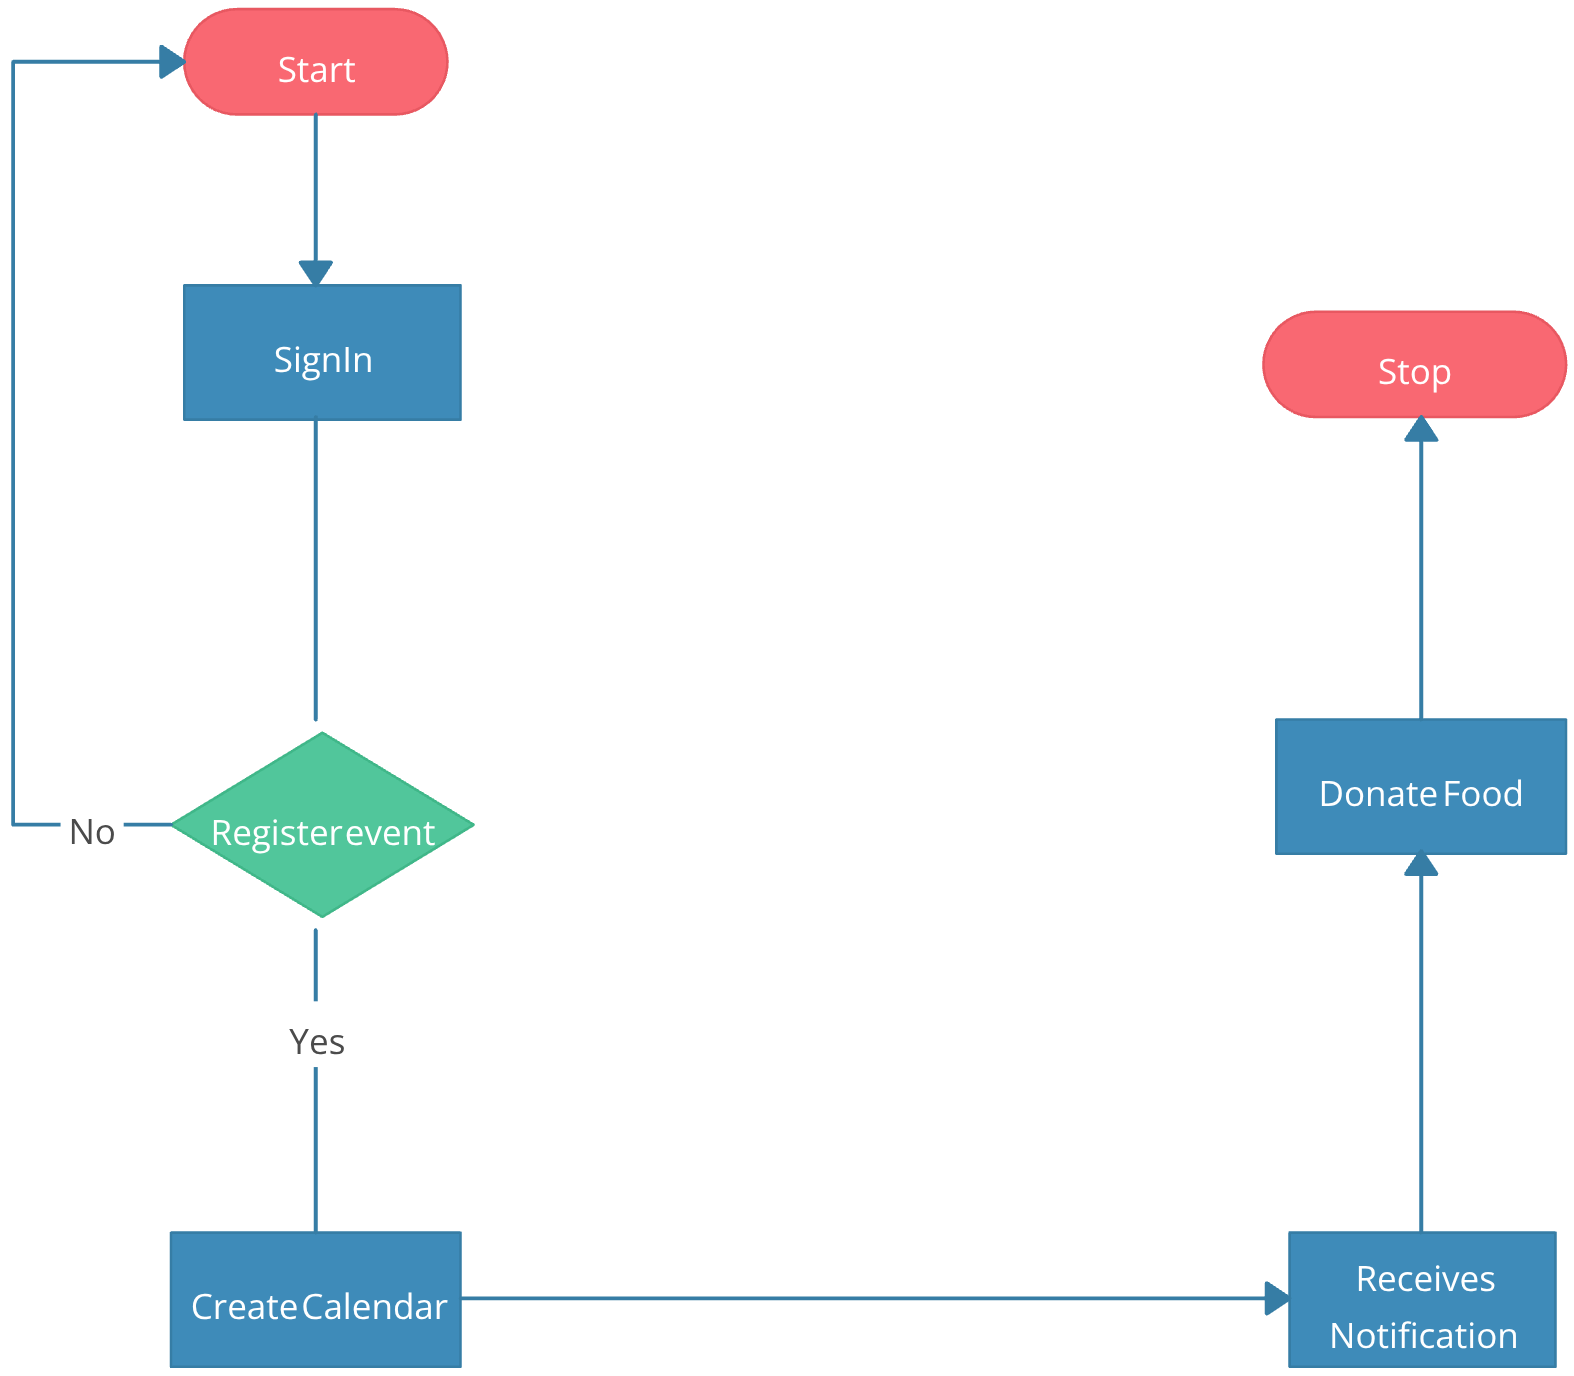 Start
SignIn
Stop
Register event
No
Donate Food
Yes
Create Calendar
Receives
Notification